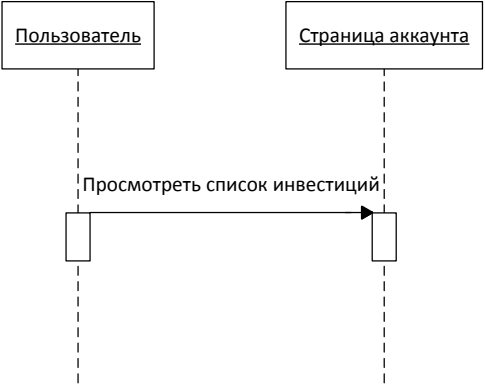 Пользователь
Страница аккаунта
Просмотреть список инвестиций